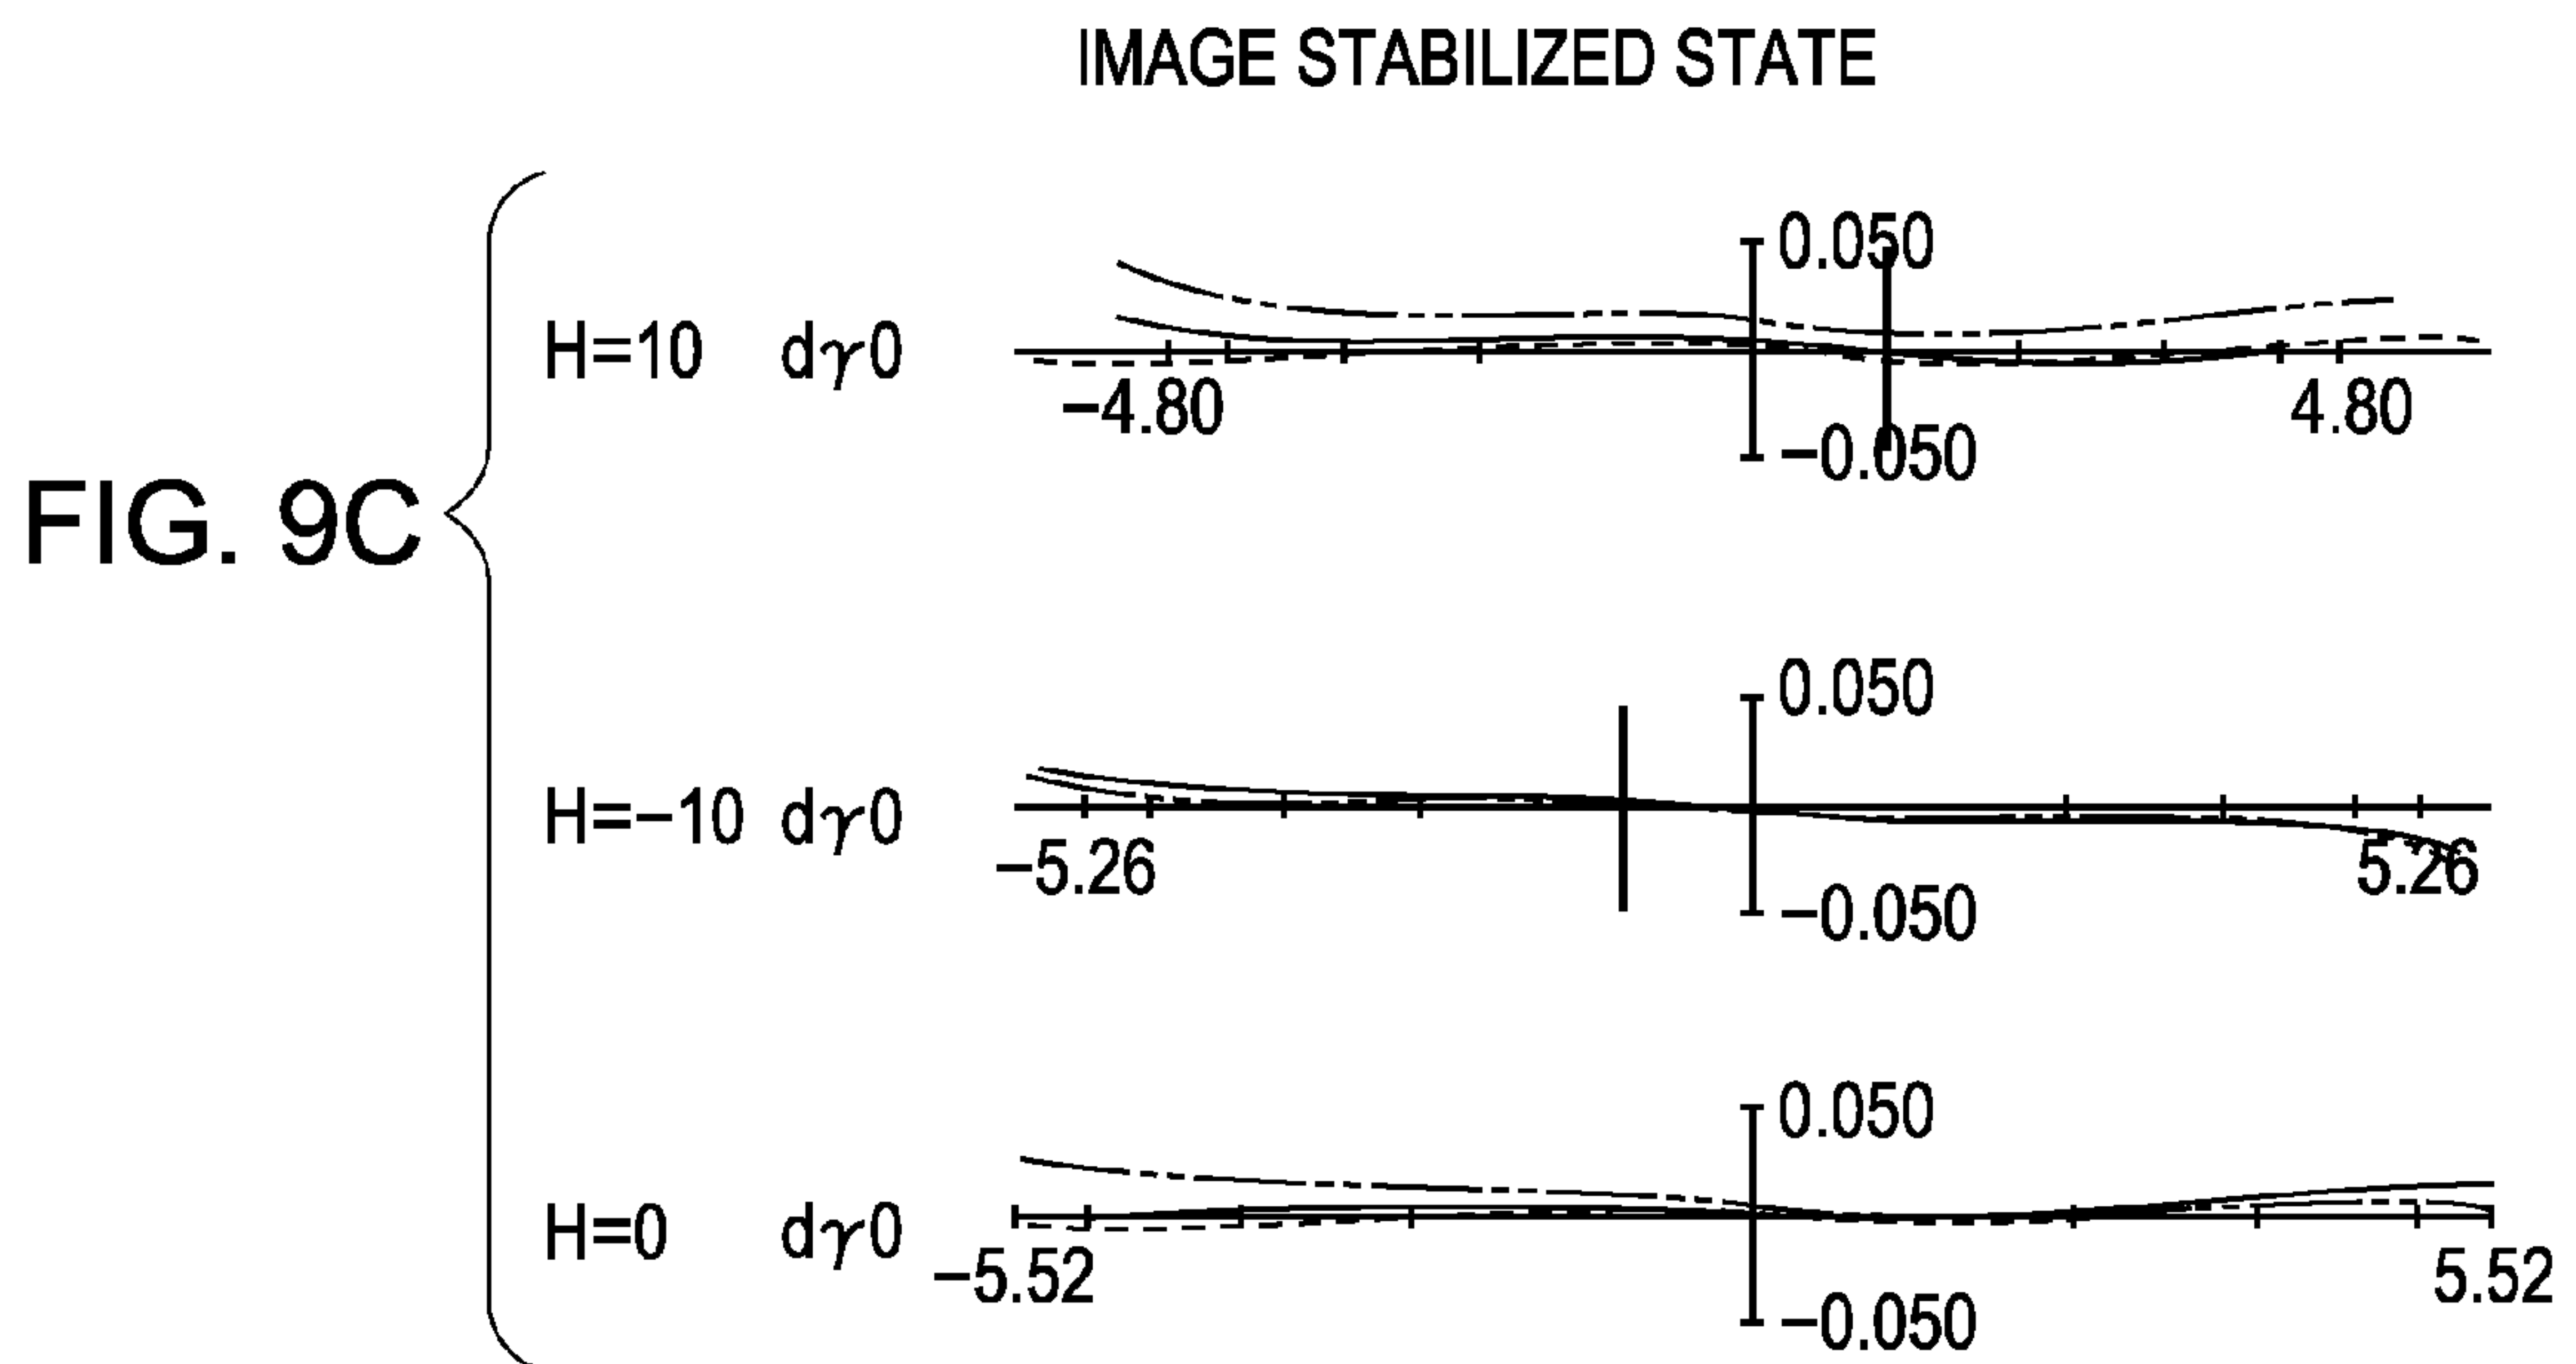 IMAGE STABILIZED STATE
FIG. 9C
H=10 dγ0
0.050
−0.050
−4.80
4.80
H=−10 dγ0
0.050
−0.050
−5.26
5.26
H=0 dγ0
0.050
−0.050
−5.52
5.52